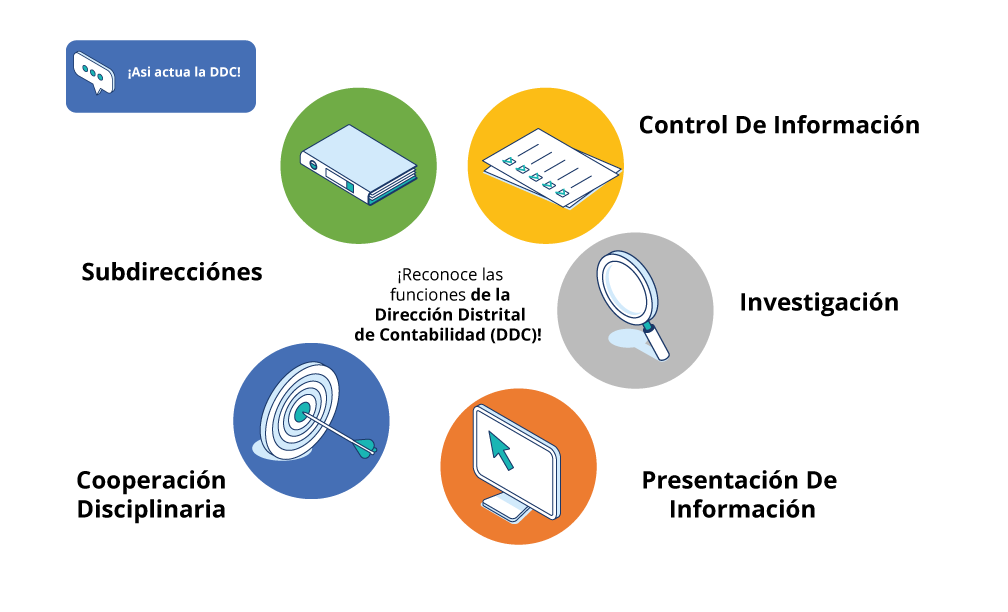 ¡Asi actua la DDC!
Control De Información
Subdirecciónes
¡Reconoce las
funciones de la
Dirección Distrital
de Contabilidad (DDC)!
Investigación
Cooperación
Disciplinaria
Presentación De
Información